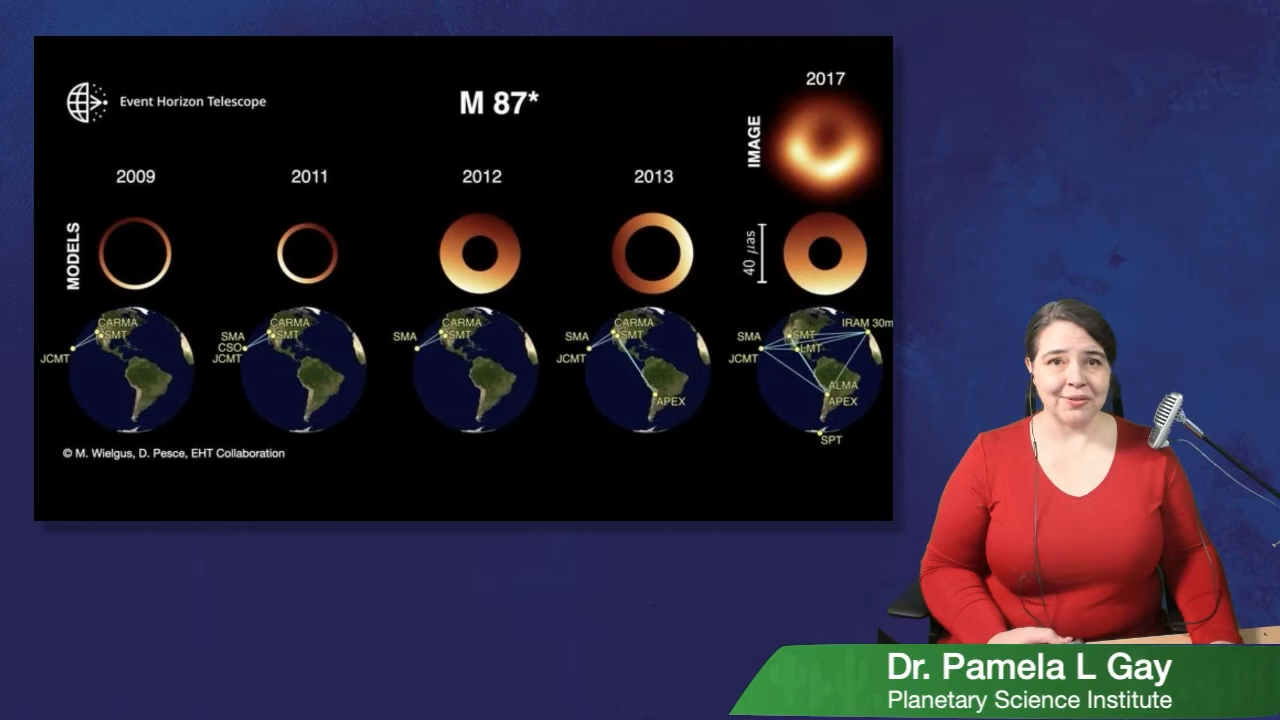 2017
Event Horizon Telescope
M 87*
IMAGE
2009
2011
2012
2013
MODELS
40 μas
CARMA
SMT
JCMT
CARMA
SMA
SMT
CSO
JCMT
CARMA
SMA
SMT
CARMA
SMA
SMT
JCMT
APEX
IRAM 30m
SMA
SMT
LMT
JCMT
ALMA
APEX
SPT
© M. Wielgus, D. Pesce, EHT Collaboration
Dr. Pamela L Gay
Planetary Science Institute